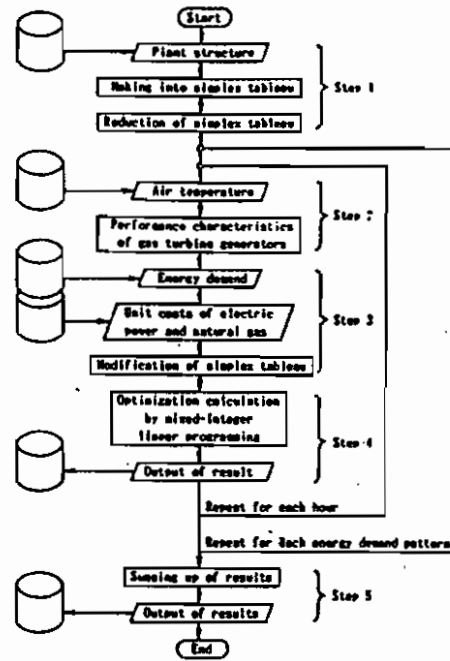 Start
Plant structure
Making into simplex tableau
Step 1
Reduction of simplex tableau
Air temperature
Step 2
Performance characteristics
of gas turbine generators
Energy demand
Unit costs of electric
power and natural gas
Step 3
Modification of simplex tableau
Optimization calculation
by mixed-integer
linear programming
Step 4
Output of result
Repeat for each hour
Repeat for each energy demand pattern
Summing up of results
Step 5
Output of results
End